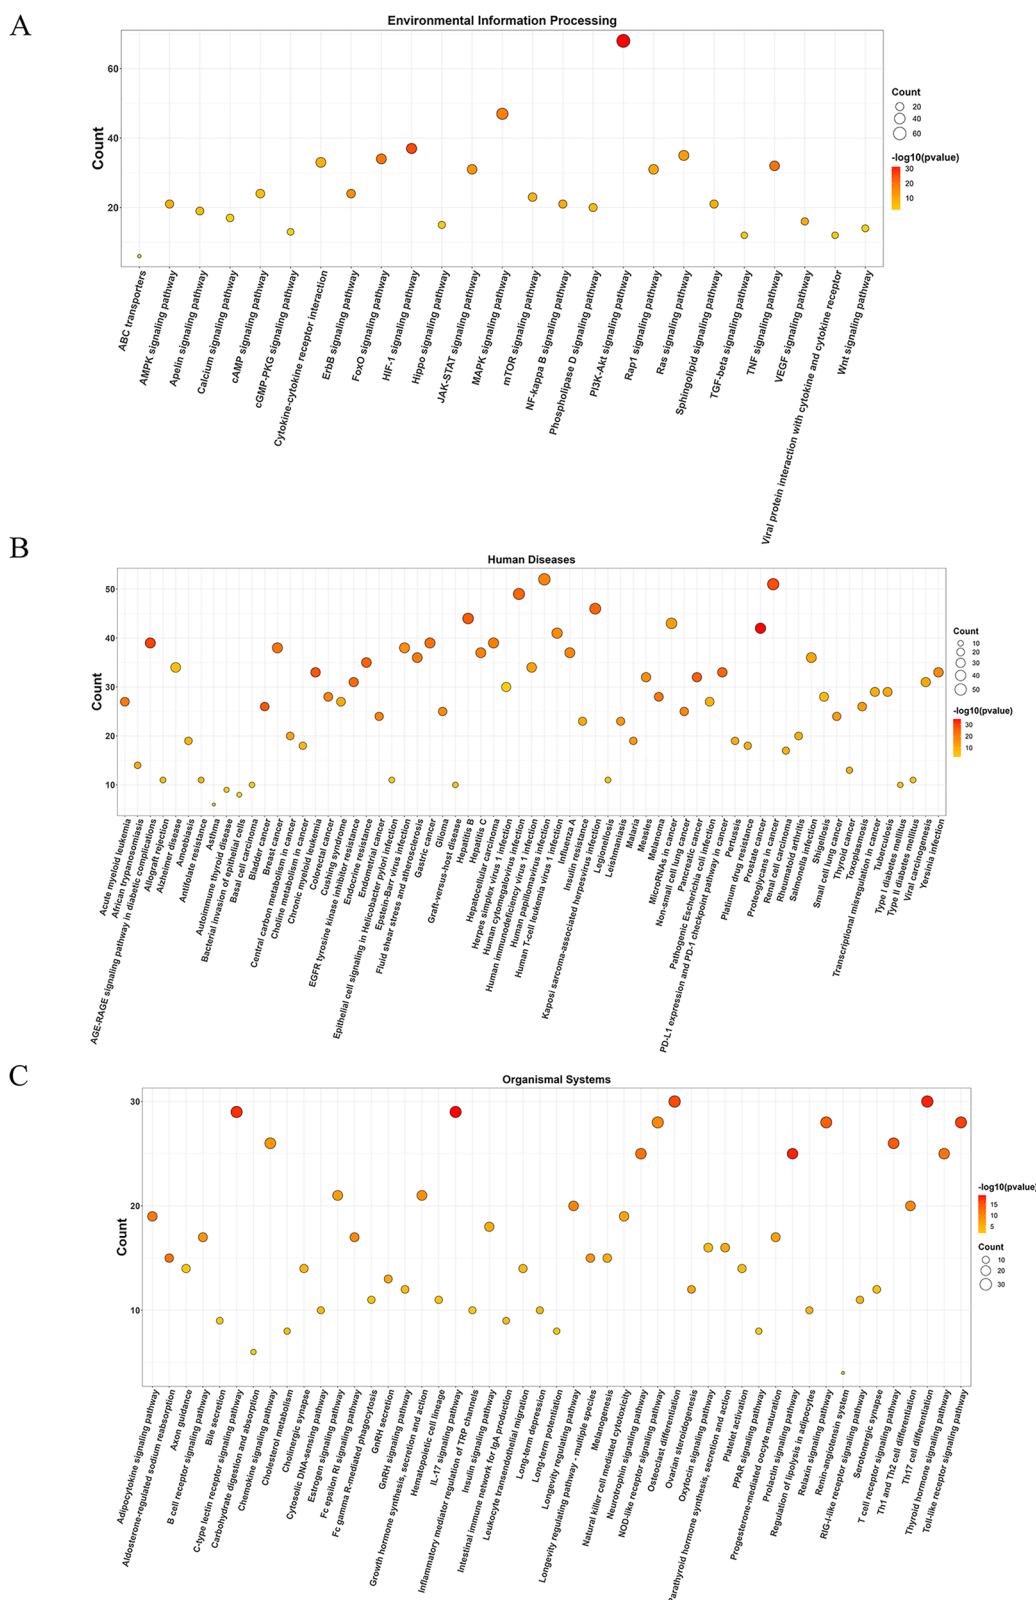 A
Environmental Information Processing
Count
60
40
20
ABC transporters
AMPK signaling pathway
Apelin signaling pathway
Calcium signaling pathway
cAMP signaling pathway
cGMP-PKG signaling pathway
Cytokine-cytokine receptor interaction
ErbB signaling pathway
FoxO signaling pathway
HIF-1 signaling pathway
Hippo signaling pathway
JAK-STAT signaling pathway
MAPK signaling pathway
mTOR signaling pathway
NF-kappa B signaling pathway
Phospholipase D signaling pathway
PI3K-Akt signaling pathway
Rap1 signaling pathway
Ras signaling pathway
Sphingolipid signaling pathway
TGF-beta signaling pathway
TNF signaling pathway
VEGF signaling pathway
Viral protein interaction with cytokine and cytokine receptor
Wnt signaling pathway
Count
20
40
60
-log10(pvalue)
30
20
10
B
Human Diseases
Count
50
40
30
20
10
Acute myeloid leukemia
African trypanosomiasis
AGE-RAGE signaling pathway in diabetic complications
Allograft rejection
Alzheimer disease
Amoebiasis
Antifolate resistance
Asthma
Autoimmune thyroid disease
Bacterial invasion of epithelial cells
Basal cell carcinoma
Bladder cancer
Breast cancer
Central carbon metabolism in cancer
Choline metabolism in cancer
Chronic myeloid leukemia
Colorectal cancer
Cushing syndrome
EGFR tyrosine kinase inhibitor resistance
Endocrine resistance
Endometrial cancer
Epithelial cell signaling in Helicobacter pylori infection
Epstein-Barr virus infection
Fluid shear stress and atherosclerosis
Gastric cancer
Glioma
Graft-versus-host disease
Hepatitis B
Hepatitis C
Hepatocellular carcinoma
Herpes simplex virus 1 infection
Human cytomegalovirus infection
Human immunodeficiency virus 1 infection
Human papillomavirus infection
Human T-cell leukemia virus 1 infection
Influenza A
Insulin resistance
Kaposi sarcoma-associated herpesvirus infection
Legionellosis
Leishmaniasis
Malaria
Measles
Melanoma
MicroRNAs in cancer
Non-small cell lung cancer
Pancreatic cancer
Pathogenic Escherichia coli infection
PD-L1 expression and PD-1 checkpoint pathway in cancer
Pertussis
Platinum drug resistance
Prostate cancer
Proteoglycans in cancer
Renal cell carcinoma
Rheumatoid arthritis
Salmonella infection
Shigellosis
Small cell lung cancer
Thyroid cancer
Toxoplasmosis
Transcriptional misregulation in cancer
Tuberculosis
Type I diabetes mellitus
Type II diabetes mellitus
Viral carcinogenesis
Yersinia infection
Count
10
20
30
40
50
-log10(pvalue)
30
20
10
C
Organismal Systems
Count
30
20
10
Adipocytokine signaling pathway
Aldosterone-regulated sodium reabsorption
Axon guidance
B cell receptor signaling pathway
Bile secretion
C-type lectin receptor signaling pathway
Carbohydrate digestion and absorption
Chemokine signaling pathway
Cholesterol metabolism
Cholinergic synapse
Cytosolic DNA-sensing pathway
Estrogen signaling pathway
Fc epsilon RI signaling pathway
Fc gamma R-mediated phagocytosis
GnRH secretion
GnRH signaling pathway
Growth hormone synthesis, secretion and action
Hematopoietic cell lineage
IL-17 signaling pathway
Inflammatory mediator regulation of TRP channels
Insulin signaling pathway
Intestinal immune network for IgA production
Leukocyte transendothelial migration
Long-term depression
Long-term potentiation
Longevity regulating pathway
Longevity regulating pathway - multiple species
Melanogenesis
Natural killer cell mediated cytotoxicity
Neurotrophin signaling pathway
NOD-like receptor signaling pathway
Osteoclast differentiation
Ovarian steroidogenesis
Oxytocin signaling pathway
Parathyroid hormone synthesis, secretion and action
Platelet activation
PPAR signaling pathway
Progesterone-mediated oocyte maturation
Prolactin signaling pathway
Regulation of lipolysis in adipocytes
Relaxin signaling pathway
Renin-angiotensin system
RIG-I-like receptor signaling pathway
Serotonergic synapse
T cell receptor signaling pathway
Th1 and Th2 cell differentiation
Th17 cell differentiation
Thyroid hormone signaling pathway
Toll-like receptor signaling pathway
-log10(pvalue)
15
10
5
Count
10
20
30